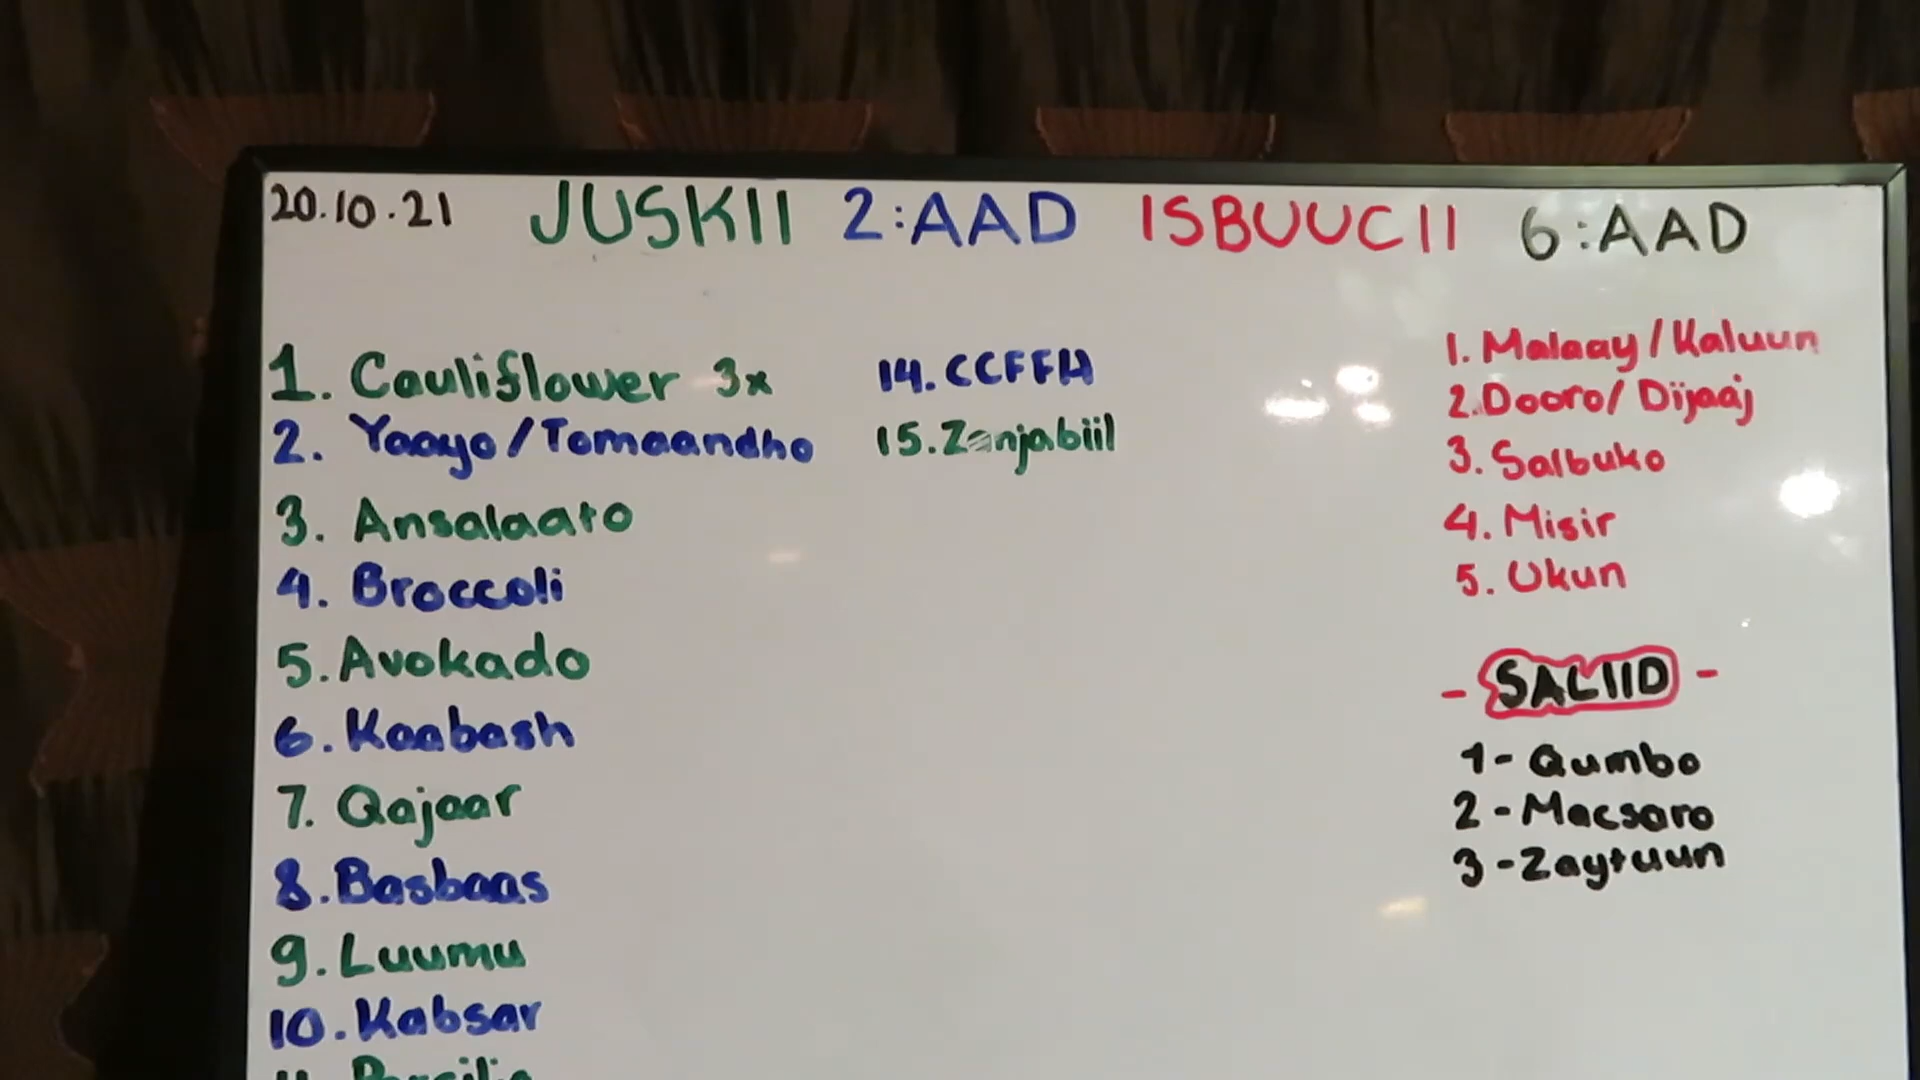 20.10.21 JUSKII 2:AAD ISBUUCII 6:AAD
1. Cauliflower 3x
2. Yaayo/Tomaandho
3. Ansalaato
4. Broccoli
5. Avokado
6. Kaabash
7. Qajaar
8. Basbaas
9. Luumu
10. Kabsar
14. CCFFH
15. Zanjabiil
1. Malaay/Kaluun
2. Dooro/Dijaaj
3. Salbuko
4. Misir
5. Ukun
- SALIID -
1- Qumbo
2- Macsaro
3- Zaytuun